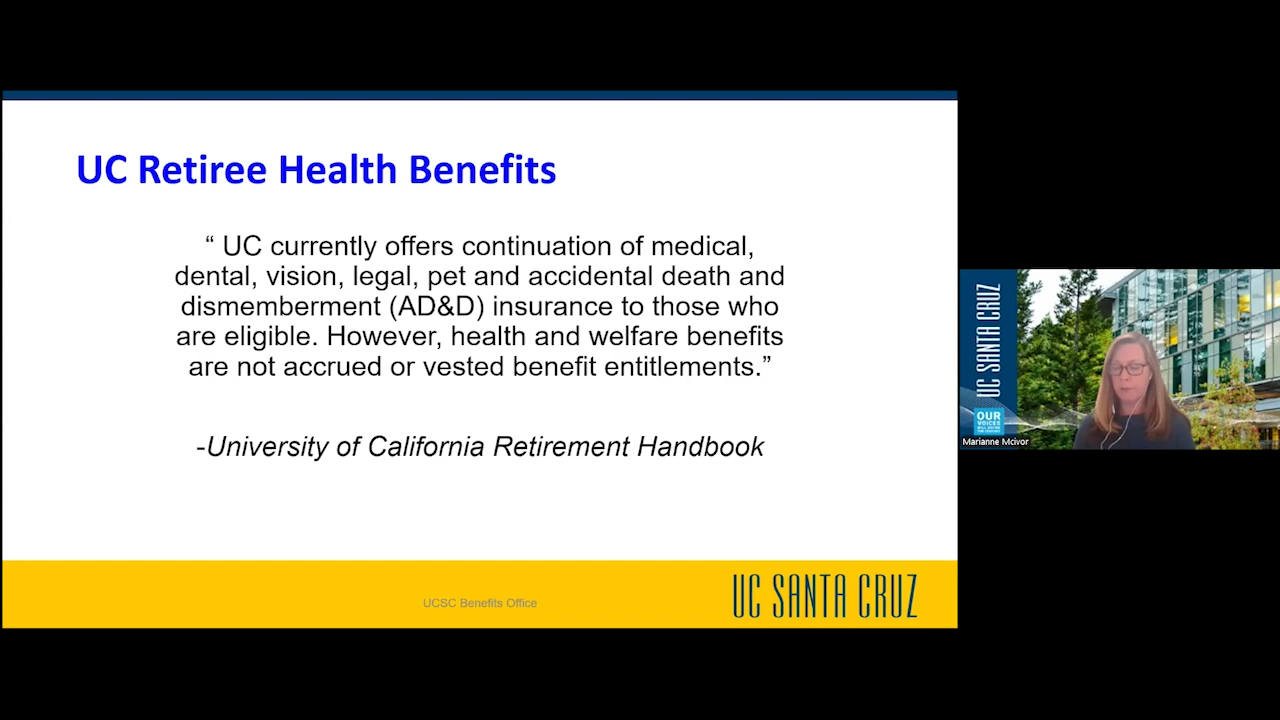 UC Retiree Health Benefits
“ UC currently offers continuation of medical,
dental, vision, legal, pet and accidental death and
dismemberment (AD&D) insurance to those who
are eligible. However, health and welfare benefits
are not accrued or vested benefit entitlements.”
-University of California Retirement Handbook
UCSC Benefits Office
UC SANTA CRUZ
UC SANTA CRUZ
OUR
VOICES
Marianne Mcivor